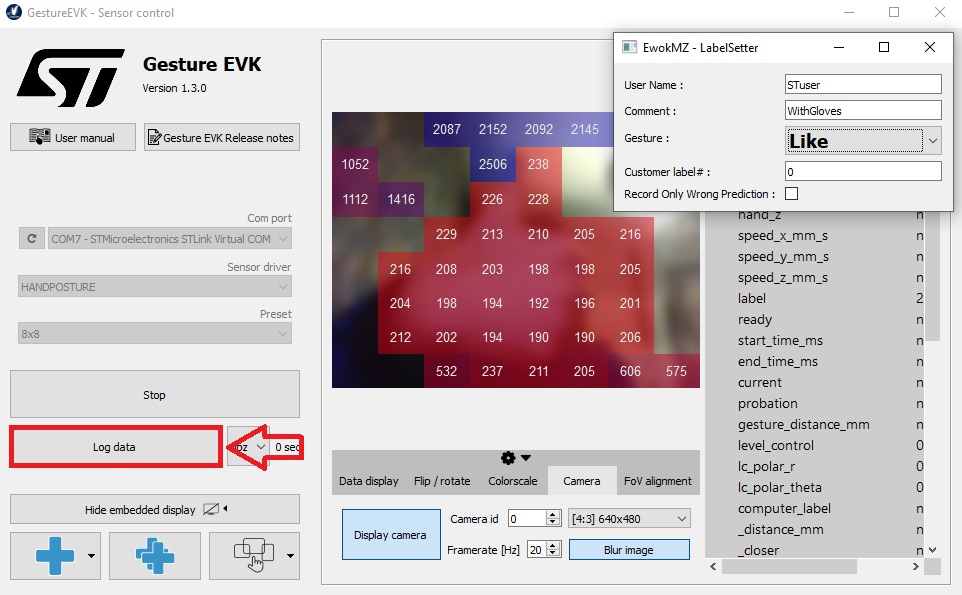 GestureEVK - Sensor control
ST
Gesture EVK
Version 1.3.0
User manual
Gesture EVK Release notes
Com port
COM7 - STMicroelectronics STLink Virtual COM
Sensor driver
HANDPOSTURE
Preset
8x8
Stop
Log data
0 sec
Hide embedded display
2087 2152 2092 2145
1052 2506 238
1112 1416 226 228
229 213 210 205 216
216 208 203 198 198 205
204 198 194 192 196 201
212 202 194 190 190 206
532 237 211 205 606 575
Data display Flip / rotate Colorscale Camera FoV alignment
Display camera
Camera id 0 [4:3] 640x480
Framerate [Hz] 20 Blur image
EwokMZ - LabelSetter
User Name : STuser
Comment : WithGloves
Gesture : Like
Customer label# : 0
Record Only Wrong Prediction :
hand_z n
speed_x_mm_s n
speed_y_mm_s n
speed_z_mm_s n
label 2
ready n
start_time_ms n
end_time_ms n
current n
probation n
gesture_distance_mm n
level_control 0
lc_polar_r 0
lc_polar_theta 0
computer_label n
_distance_mm n
_closer n